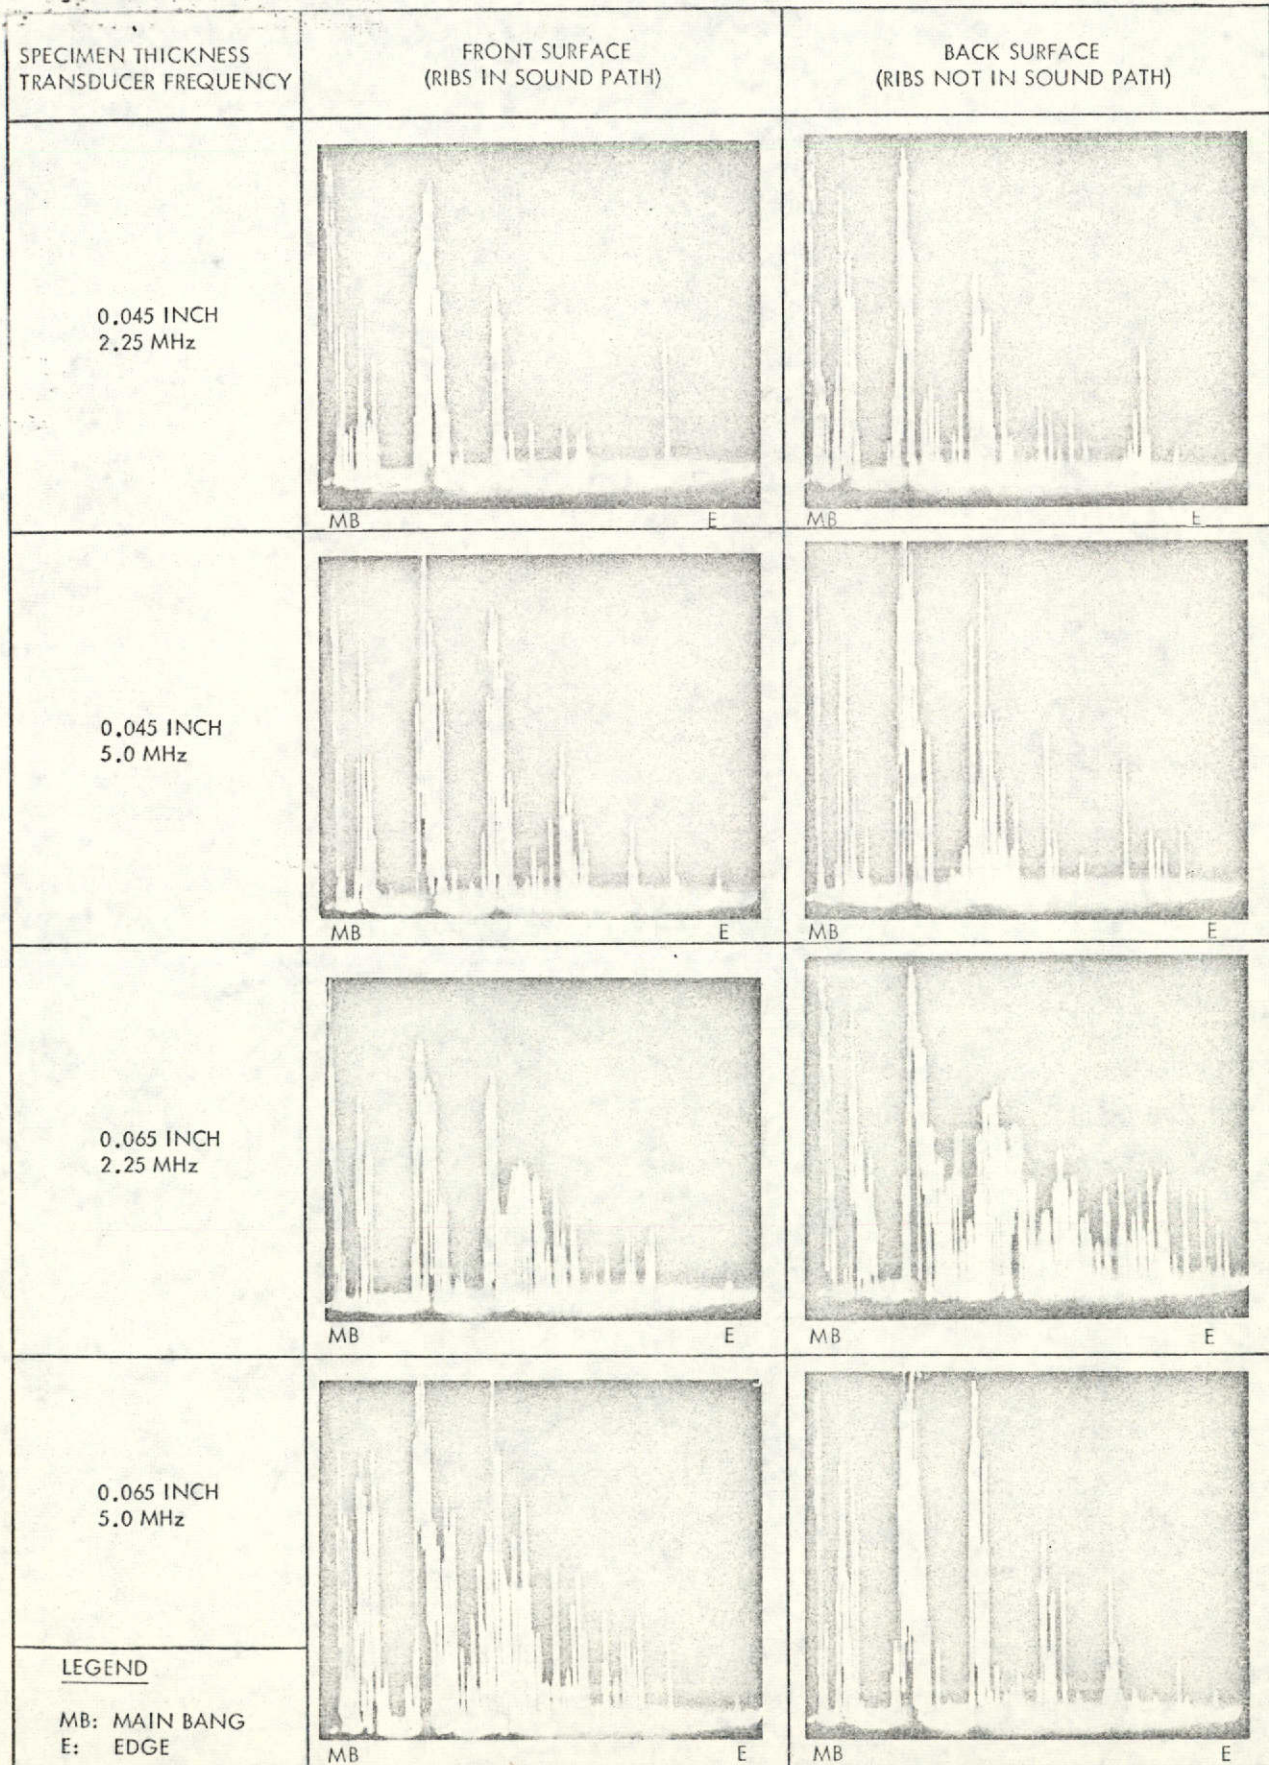 SPECIMEN THICKNESS
TRANSDUCER FREQUENCY
FRONT SURFACE
(RIBS IN SOUND PATH)
BACK SURFACE
(RIBS NOT IN SOUND PATH)
0.045 INCH
2.25 MHz
MB E
MB E
0.045 INCH
5.0 MHz
MB E
MB E
0.065 INCH
2.25 MHz
MB E
MB E
0.065 INCH
5.0 MHz
MB E
MB E
LEGEND
MB: MAIN BANG
E: EDGE